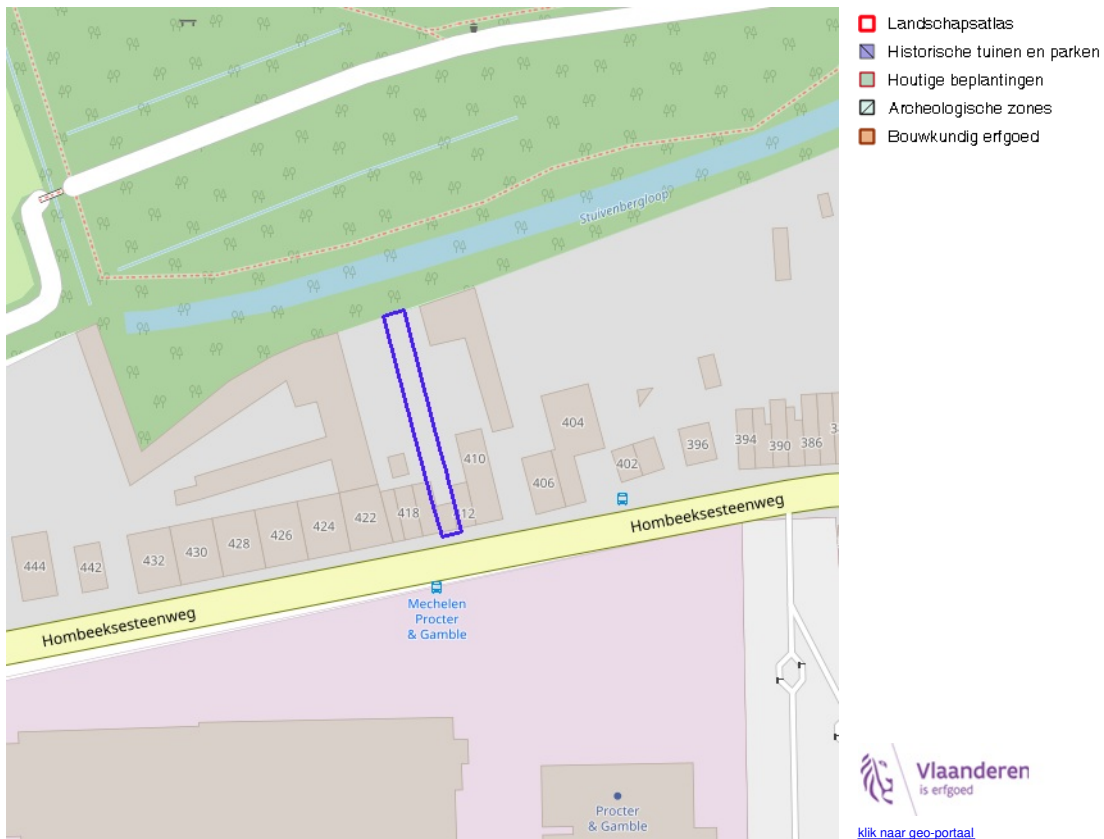 Landschapsatlas
Historische tuinen en parken
Houtige beplantingen
Archeologische zones
Bouwkundig erfgoed
Stuivenbergloop
404
394
390
386
396
410
402
406
418
12
422
424
426
428
430
432
442
444
Hombeeksesteenweg
Hombeeksesteenweg
Mechelen
Procter
& Gamble
Procter
& Gamble
Vlaanderen
is erfgoed
klik naar geo-portaal